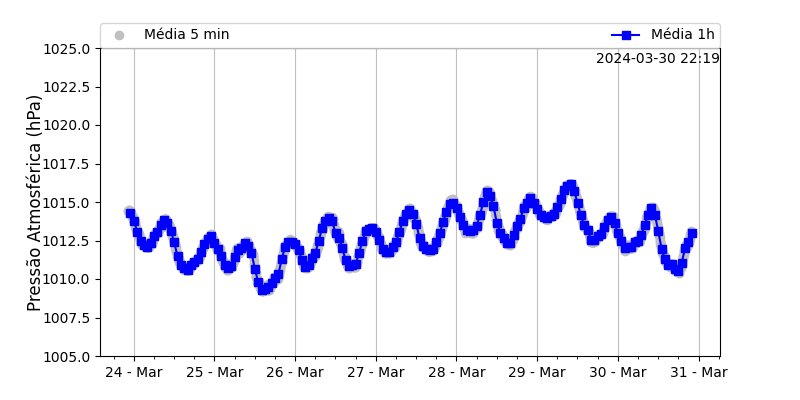 Média 5 min
Média 1h
2024-03-30 22:19
Pressão Atmosférica (hPa)
1025.0
1022.5
1020.0
1017.5
1015.0
1012.5
1010.0
1007.5
1005.0
24 - Mar 25 - Mar 26 - Mar 27 - Mar 28 - Mar 29 - Mar 30 - Mar 31 - Mar